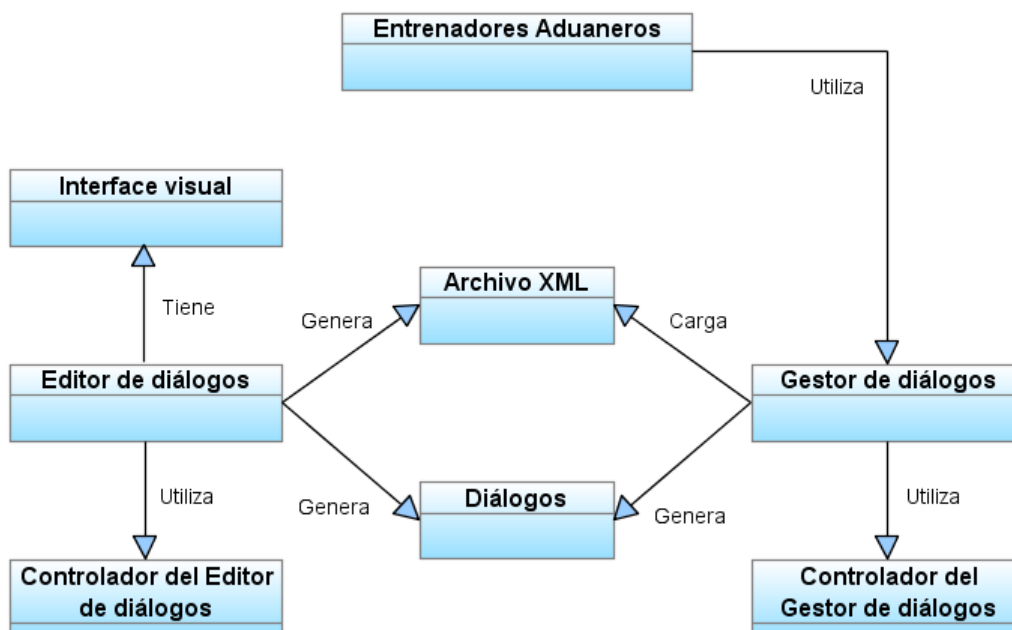 Entrenadores Aduaneros
Utiliza
Interface visual
Tiene
Archivo XML
Genera
Carga
Editor de diálogos
Gestor de diálogos
Utiliza
Genera
Diálogos
Genera
Utiliza
Controlador del Editor
de diálogos
Controlador del
Gestor de diálogos